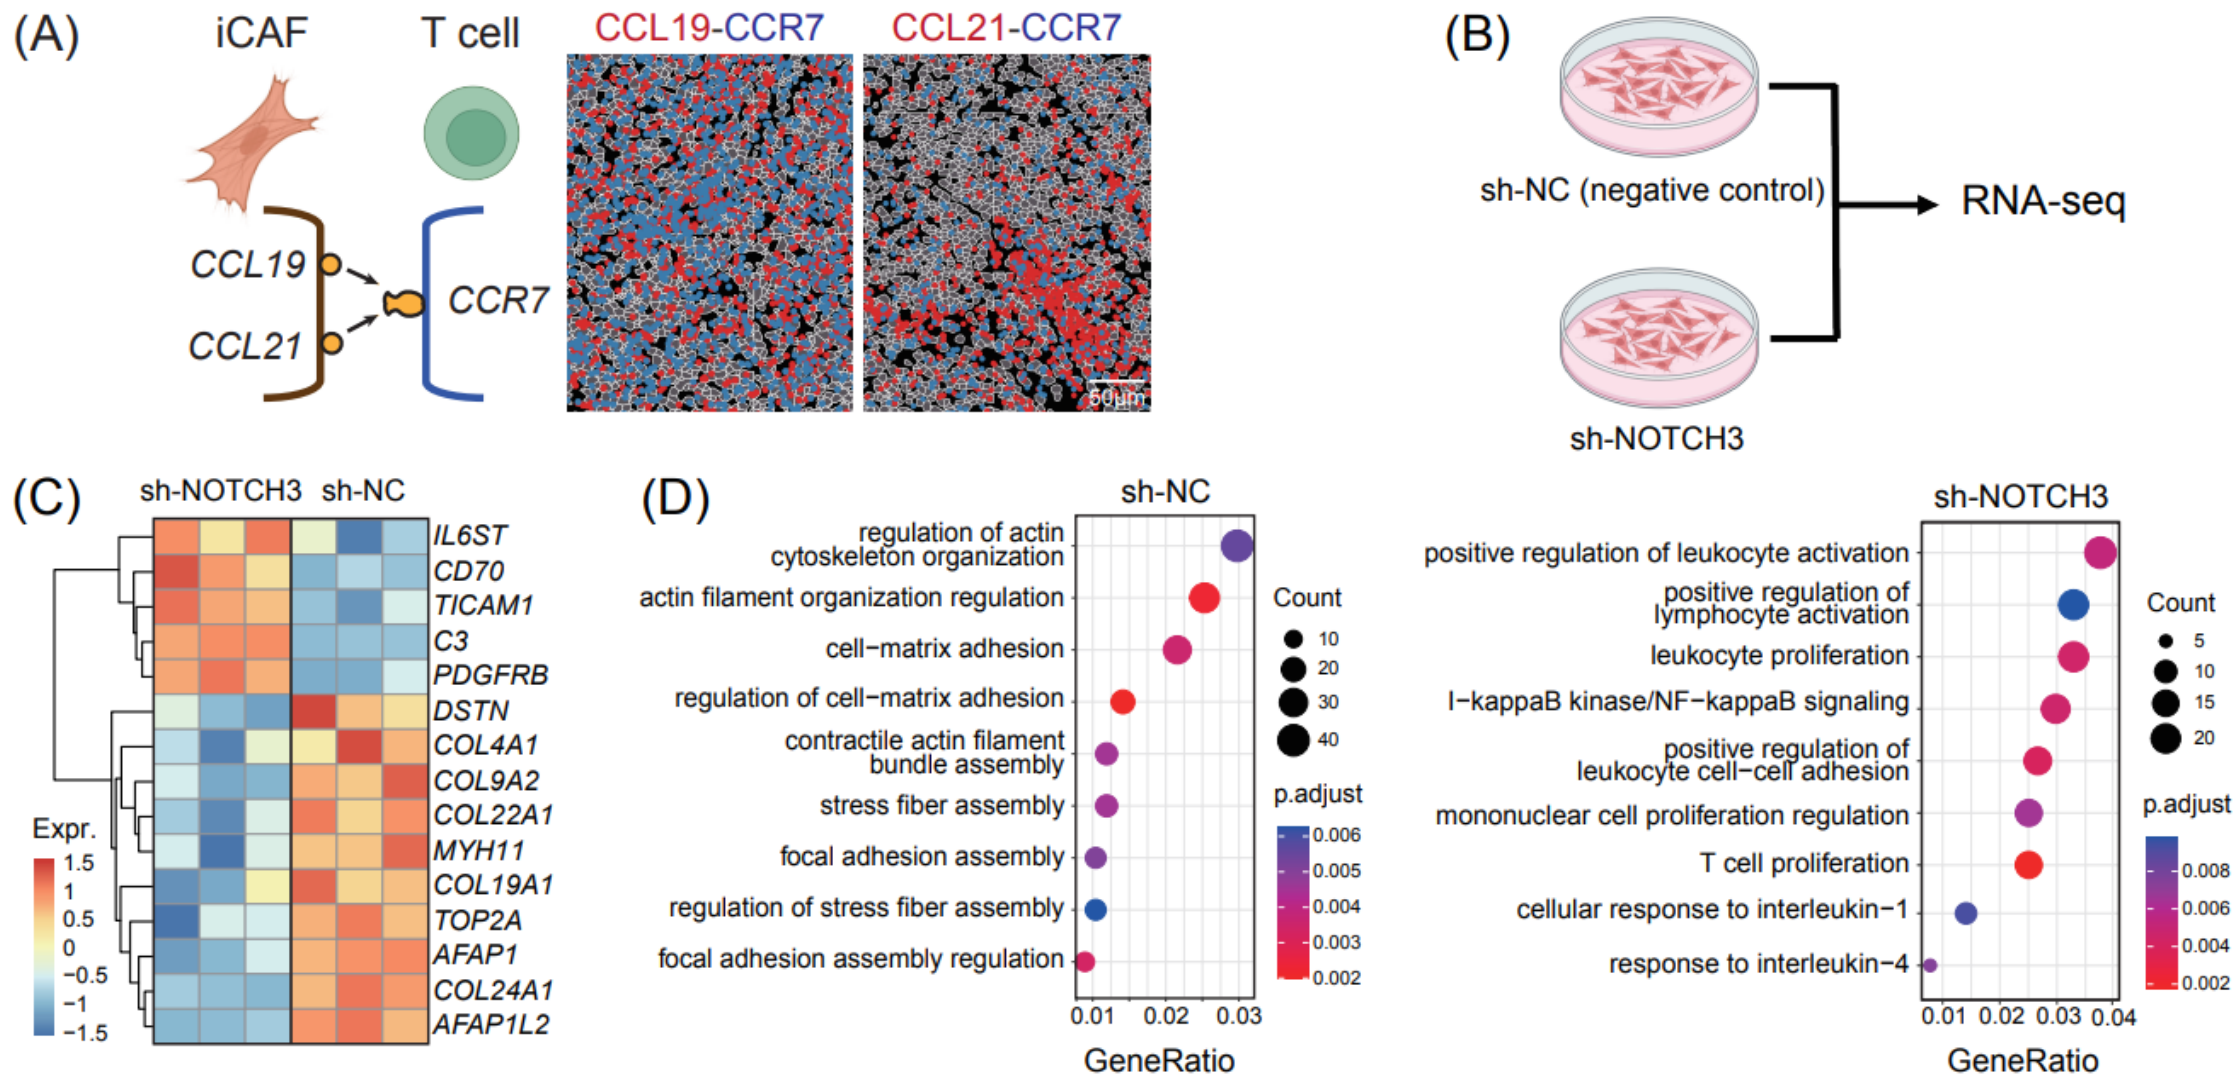 (A)
iCAF
T cell
CCL19-CCR7
CCL21-CCR7
CCL19
CCL21
CCR7
50μm
(B)
sh-NC (negative control)
sh-NOTCH3
RNA-seq
(C)
sh-NOTCH3
sh-NC
IL6ST
CD70
TICAM1
C3
PDGFRB
DSTN
COL4A1
COL9A2
COL22A1
MYH11
COL19A1
TOP2A
AFAP1
COL24A1
AFAP1L2
Expr.
1.5
1
0.5
0
−0.5
−1
−1.5
(D)
sh-NC
regulation of actin
cytoskeleton organization
actin filament organization regulation
cell−matrix adhesion
regulation of cell−matrix adhesion
contractile actin filament
bundle assembly
stress fiber assembly
focal adhesion assembly
regulation of stress fiber assembly
focal adhesion assembly regulation
0.01 0.02 0.03
GeneRatio
Count
10
20
30
40
p.adjust
0.006
0.005
0.004
0.003
0.002
sh-NOTCH3
positive regulation of leukocyte activation
positive regulation of
lymphocyte activation
leukocyte proliferation
I−kappaB kinase/NF−kappaB signaling
positive regulation of
leukocyte cell−cell adhesion
mononuclear cell proliferation regulation
T cell proliferation
cellular response to interleukin−1
response to interleukin−4
0.01 0.02 0.03 0.04
GeneRatio
Count
5
10
15
20
p.adjust
0.008
0.006
0.004
0.002